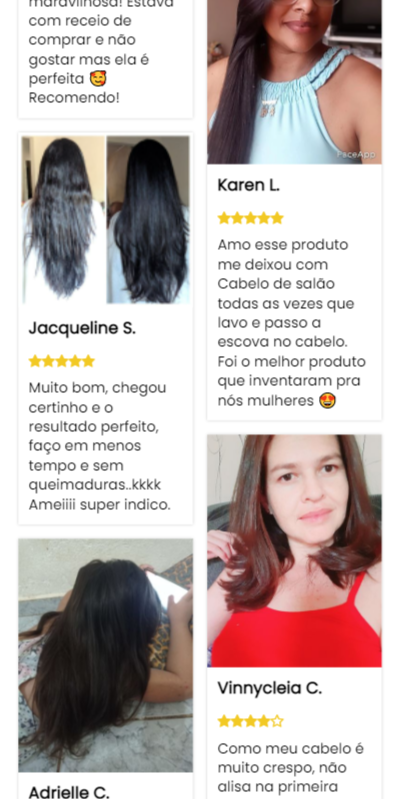 maravilhosa! Estava
com receio de
comprar e não
gostar mas ela é
perfeita 🥰
Recomendo!
Jacqueline S.
Muito bom, chegou
certinho e o
resultado perfeito,
faço em menos
tempo e sem
queimaduras..kkkk
Ameiiii super indico.
Adrielle C.
FaceApp
Karen L.
Amo esse produto
me deixou com
Cabelo de salão
todas as vezes que
lavo e passo a
escova no cabelo.
Foi o melhor produto
que inventaram pra
nós mulheres 🤩
Vinnycleia C.
Como meu cabelo é
muito crespo, não
alisa na primeira